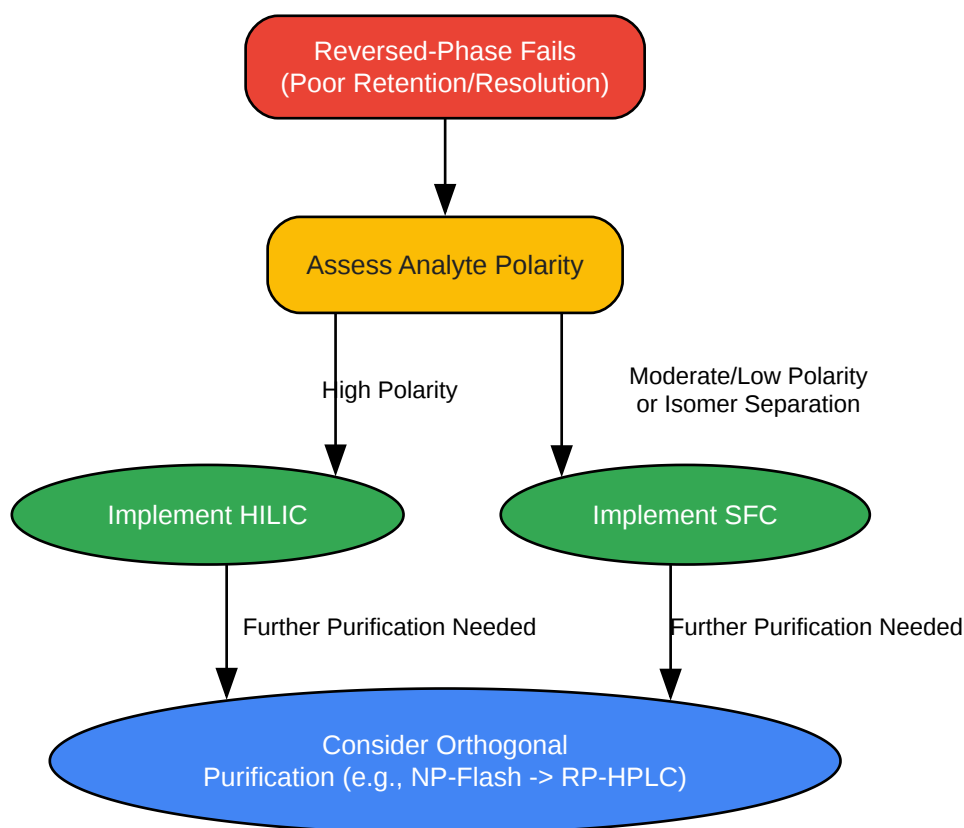 Reversed-Phase Fails
(Poor Retention/Resolution)
Assess Analyte Polarity
High Polarity
Moderate/Low Polarity
or Isomer Separation
Implement HILIC
Implement SFC
Further Purification Needed
Further Purification Needed
Consider Orthogonal
Purification (e.g., NP-Flash -> RP-HPLC)